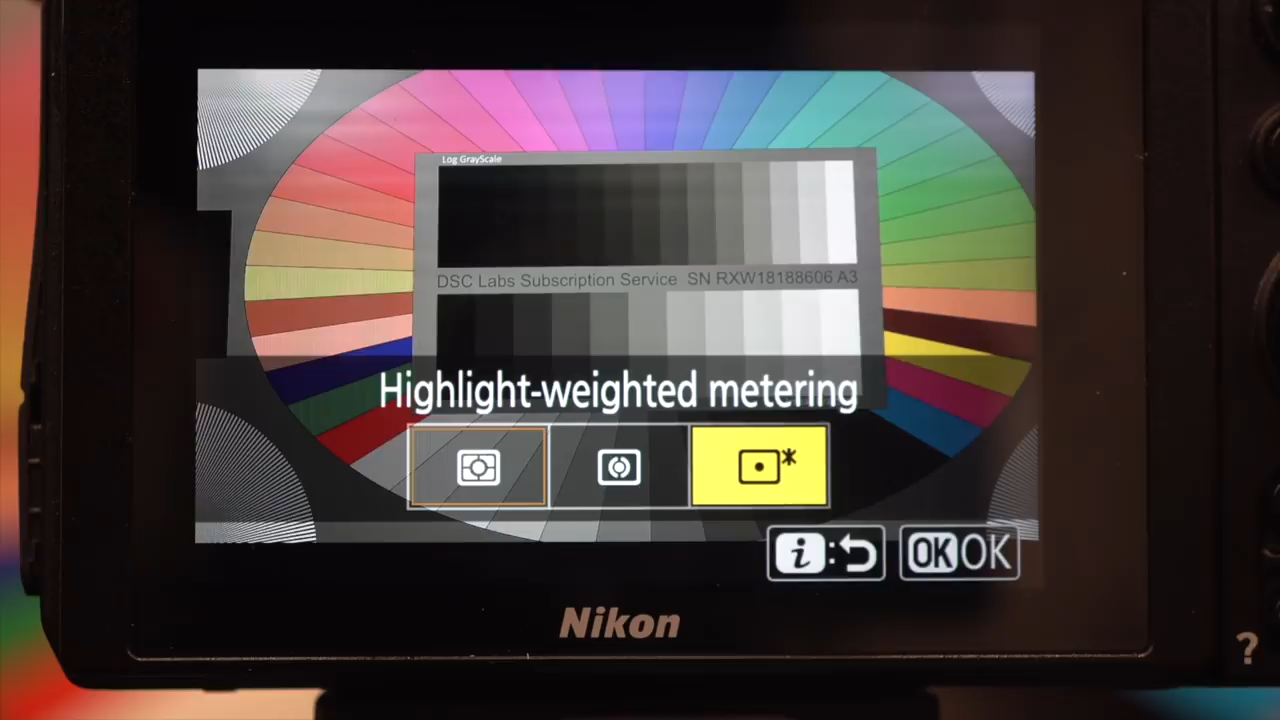 Log GrayScale
DSC Labs Subscription Service SN RXW18188606 A3
Highlight-weighted metering
i:
OK OK
Nikon
?